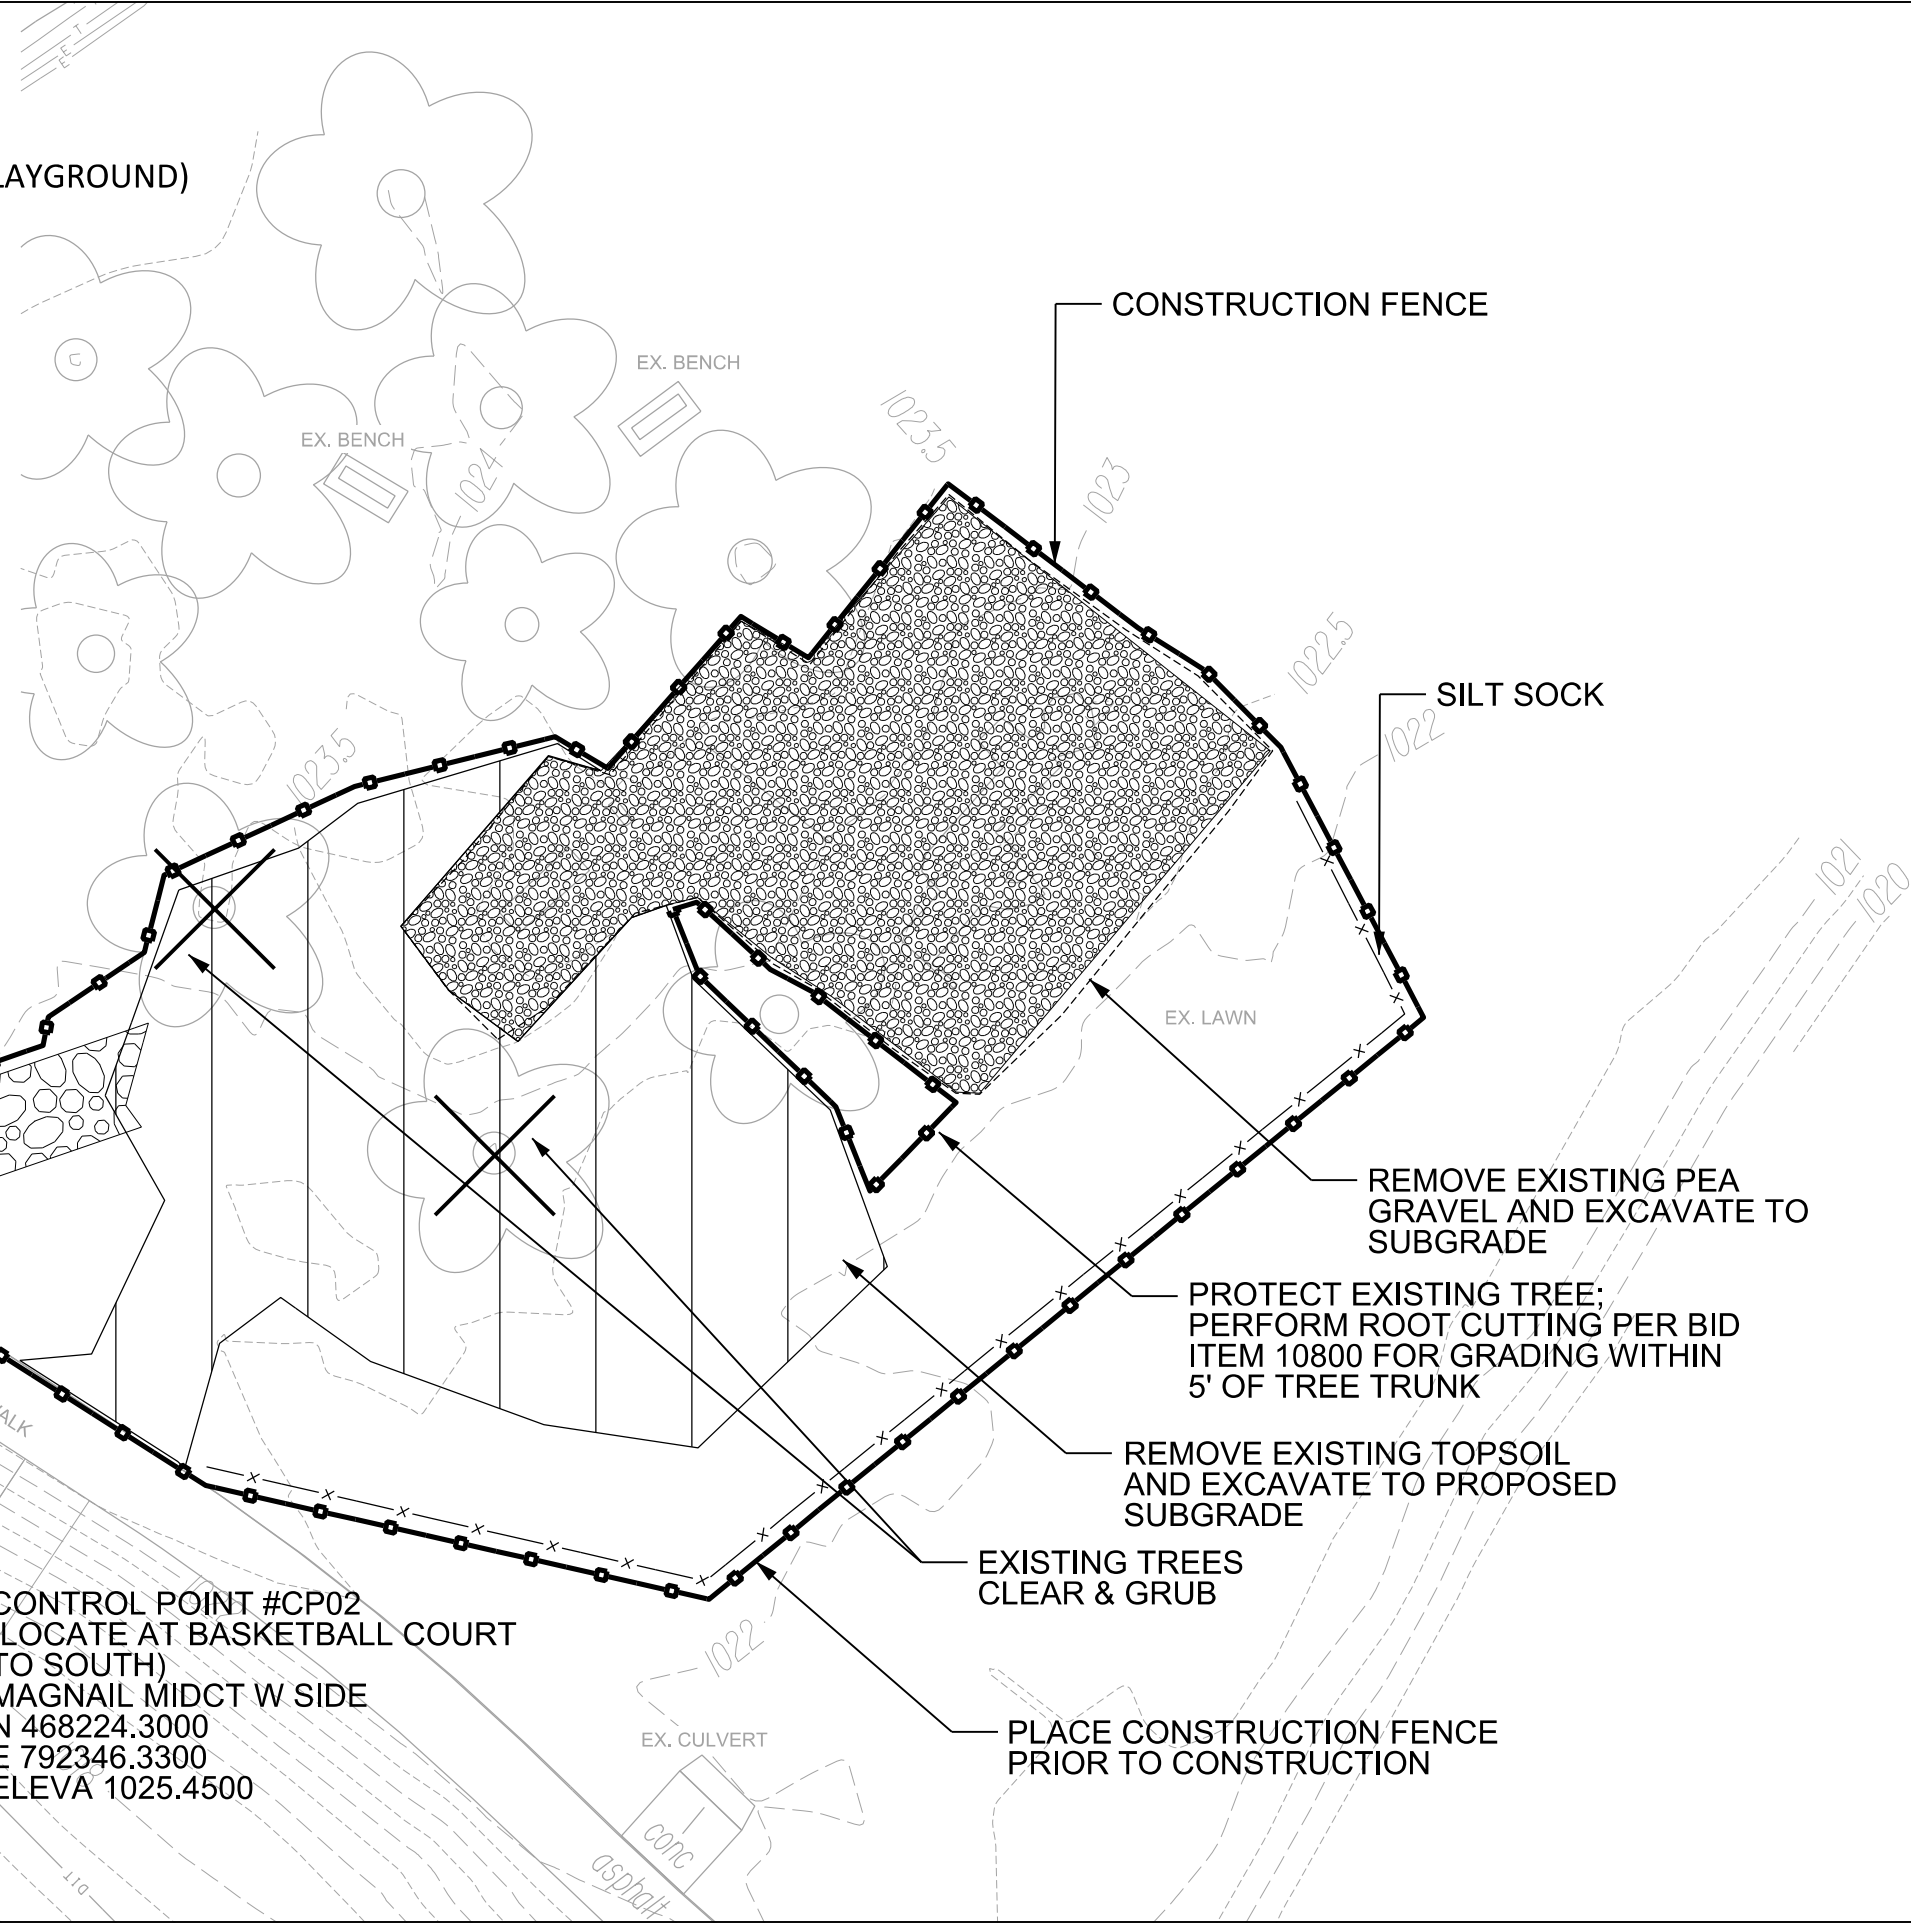 E T
E
LAYGROUND)
CONSTRUCTION FENCE
EX. BENCH
EX. BENCH
1023.5
1024
1023
1022.5
SILT SOCK
1022
1023.5
1021
1020
EX. LAWN
REMOVE EXISTING PEA
GRAVEL AND EXCAVATE TO
SUBGRADE
PROTECT EXISTING TREE;
PERFORM ROOT CUTTING PER BID
ITEM 10800 FOR GRADING WITHIN
5' OF TREE TRUNK
ALK
REMOVE EXISTING TOPSOIL
AND EXCAVATE TO PROPOSED
SUBGRADE
EXISTING TREES
CLEAR & GRUB
CONTROL POINT #CP02
LOCATE AT BASKETBALL COURT
TO SOUTH)
MAGNAIL MIDCT W SIDE
N 468224.3000
E 792346.3300
ELEVA 1025.4500
1022
EX. CULVERT
PLACE CONSTRUCTION FENCE
PRIOR TO CONSTRUCTION
conc
asphalt